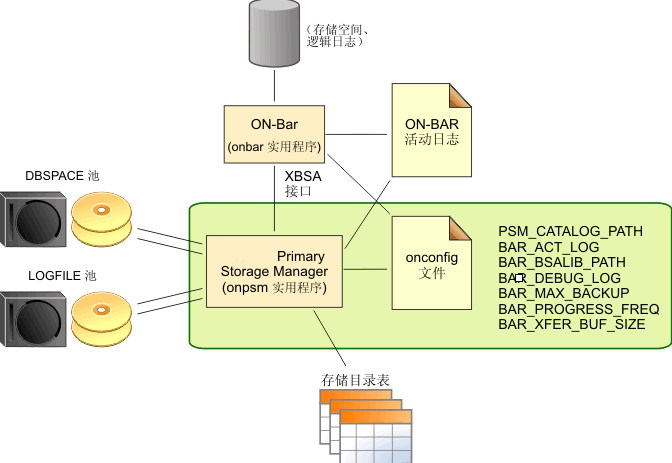 （存储空间、
逻辑日志）
ON-Bar
(onbar 实用程序)
ON-BAR
活动日志
XBSA
接口
DBSPACE 池
LOGFILE 池
Primary
Storage Manager
(onpsm 实用程序)
onconfig
文件
PSM_CATALOG_PATH
BAR_ACT_LOG
BAR_BSALIB_PATH
BAR_DEBUG_LOG
BAR_MAX_BACKUP
BAR_PROGRESS_FREQ
BAR_XFER_BUF_SIZE
存储目录表